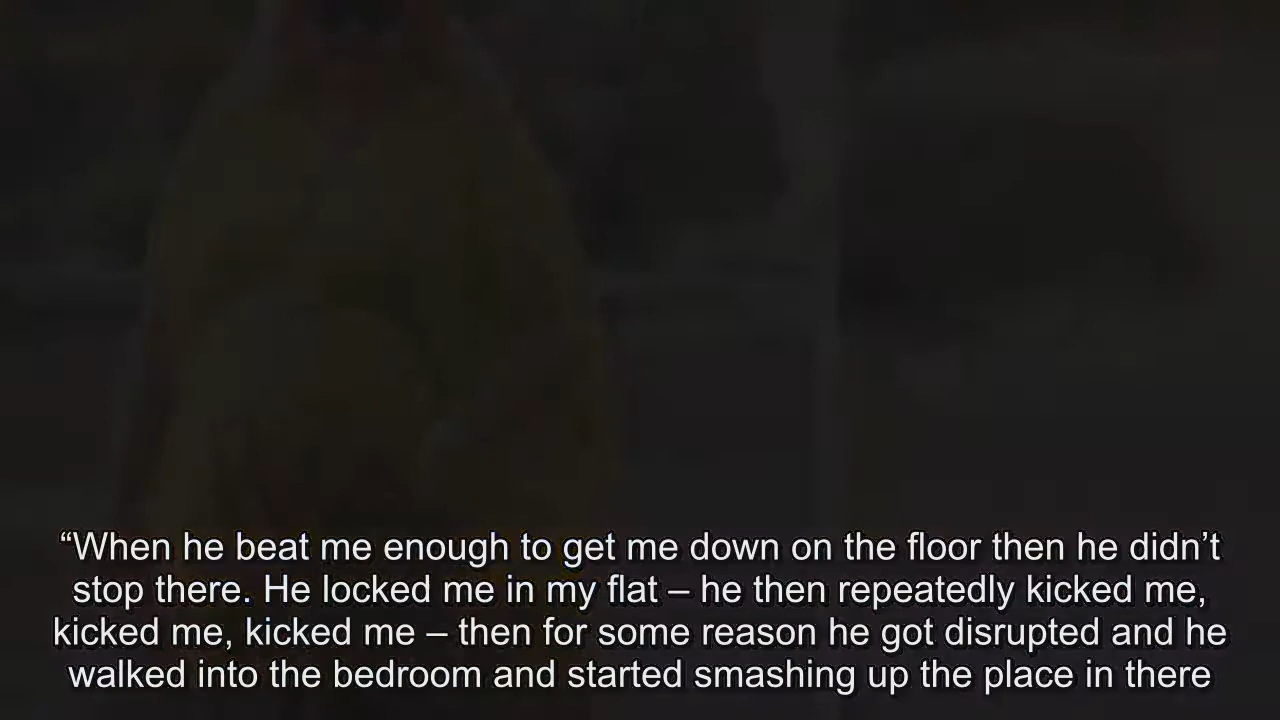 “When he beat me enough to get me down on the floor then he didn’t
stop there. He locked me in my flat – he then repeatedly kicked me,
kicked me, kicked me – then for some reason he got disrupted and he
walked into the bedroom and started smashing up the place in there